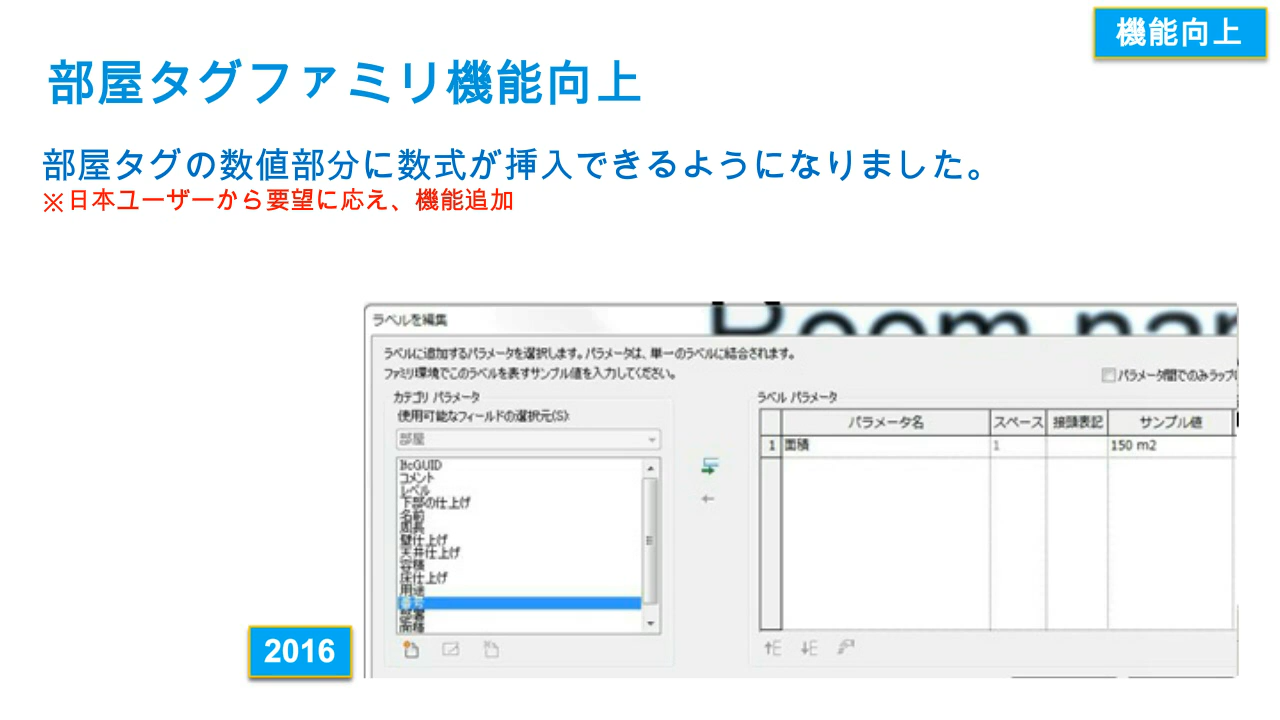 機能向上
部屋タグファミリ機能向上
部屋タグの数値部分に数式が挿入できるようになりました。
※日本ユーザーから要望に応え、機能追加
ラベルを編集
ラベルに追加するパラメータを選択します。パラメータは、単一のラベルに結合されます。
ファミリ環境でこのラベルを表すサンプル値を入力してください。
パラメータ間でのみラップ
カテゴリ パラメータ
ラベル パラメータ
使用可能なフィールドの選択元(S):
部屋
パラメータ名 スペース 接頭表記 サンプル値
1 面積 1 150 m2
IfcGUID
コメント
レベル
下部の仕上げ
名前
周長
壁仕上げ
天井仕上げ
容積
床仕上げ
用途
部署
面積
2016